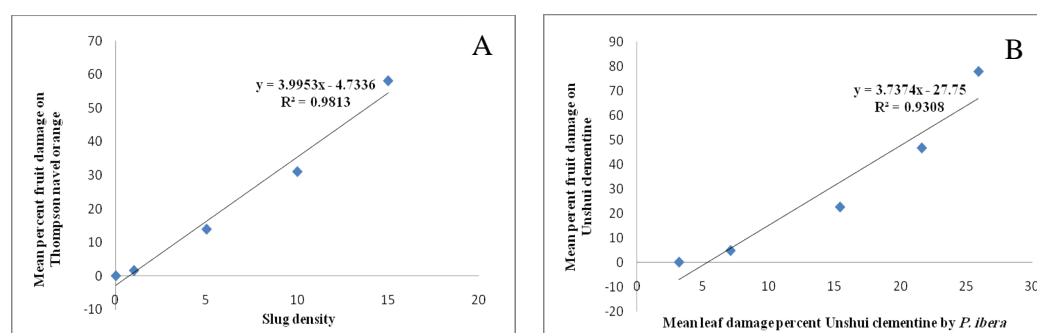 A
70
60
50
40
30
20
10
0
-10
0
5
10
15
20
y = 3.9953x - 4.7336
R² = 0.9813
Mean percent fruit damage on
Thompson navel orange
Slug density
B
90
80
70
60
50
40
30
20
10
0
-10
-20
0
5
10
15
20
25
30
y = 3.7374x - 27.75
R² = 0.9308
Mean perent fruit damage on
Unshui clementine
Mean leaf damage percent Unshui clementine by P. ibera